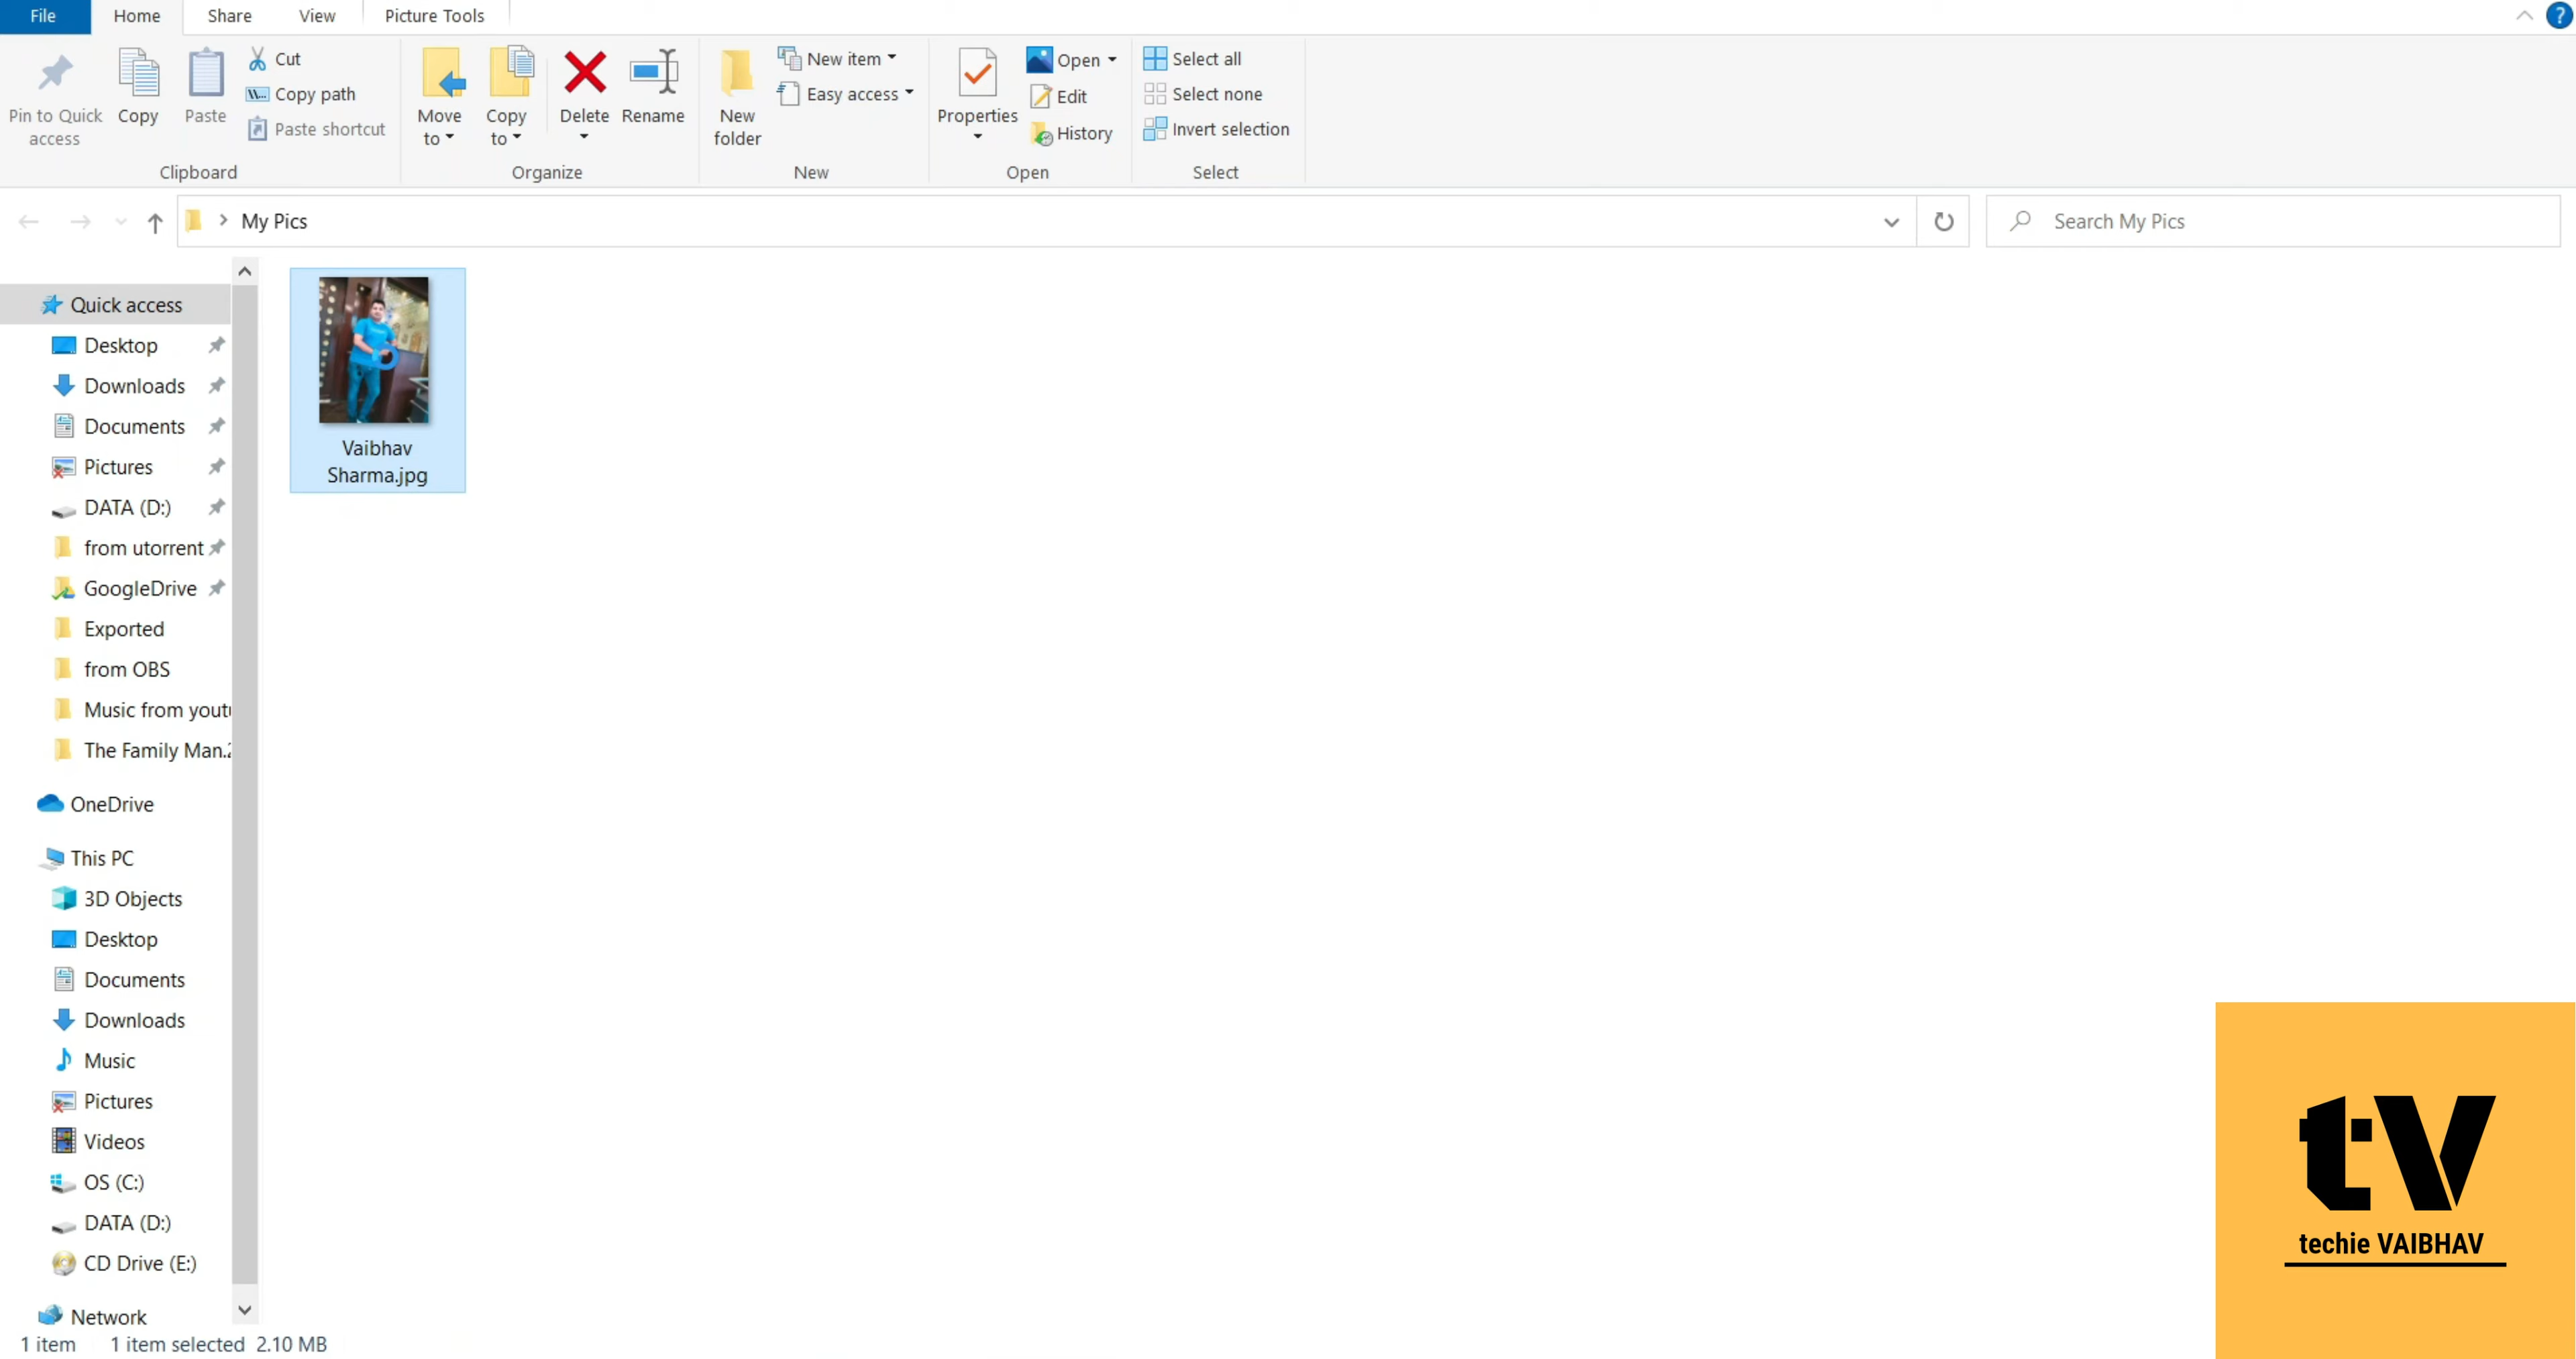 File Home Share View Picture Tools
Pin to Quick access
Copy
Paste
Cut
Copy path
Paste shortcut
Clipboard
Move to
Copy to
Delete
Rename
Organize
New folder
New item
Easy access
New
Properties
Open
Edit
History
Open
Select all
Select none
Invert selection
Select
My Pics
Search My Pics
Quick access
Desktop
Downloads
Documents
Pictures
DATA (D:)
from utorrent
GoogleDrive
Exported
from OBS
Music from yout
The Family Man.2
OneDrive
This PC
3D Objects
Desktop
Documents
Downloads
Music
Pictures
Videos
OS (C:)
DATA (D:)
CD Drive (E:)
Network
Vaibhav
Sharma.jpg
1 item 1 item selected 2.10 MB
tV
techie VAIBHAV